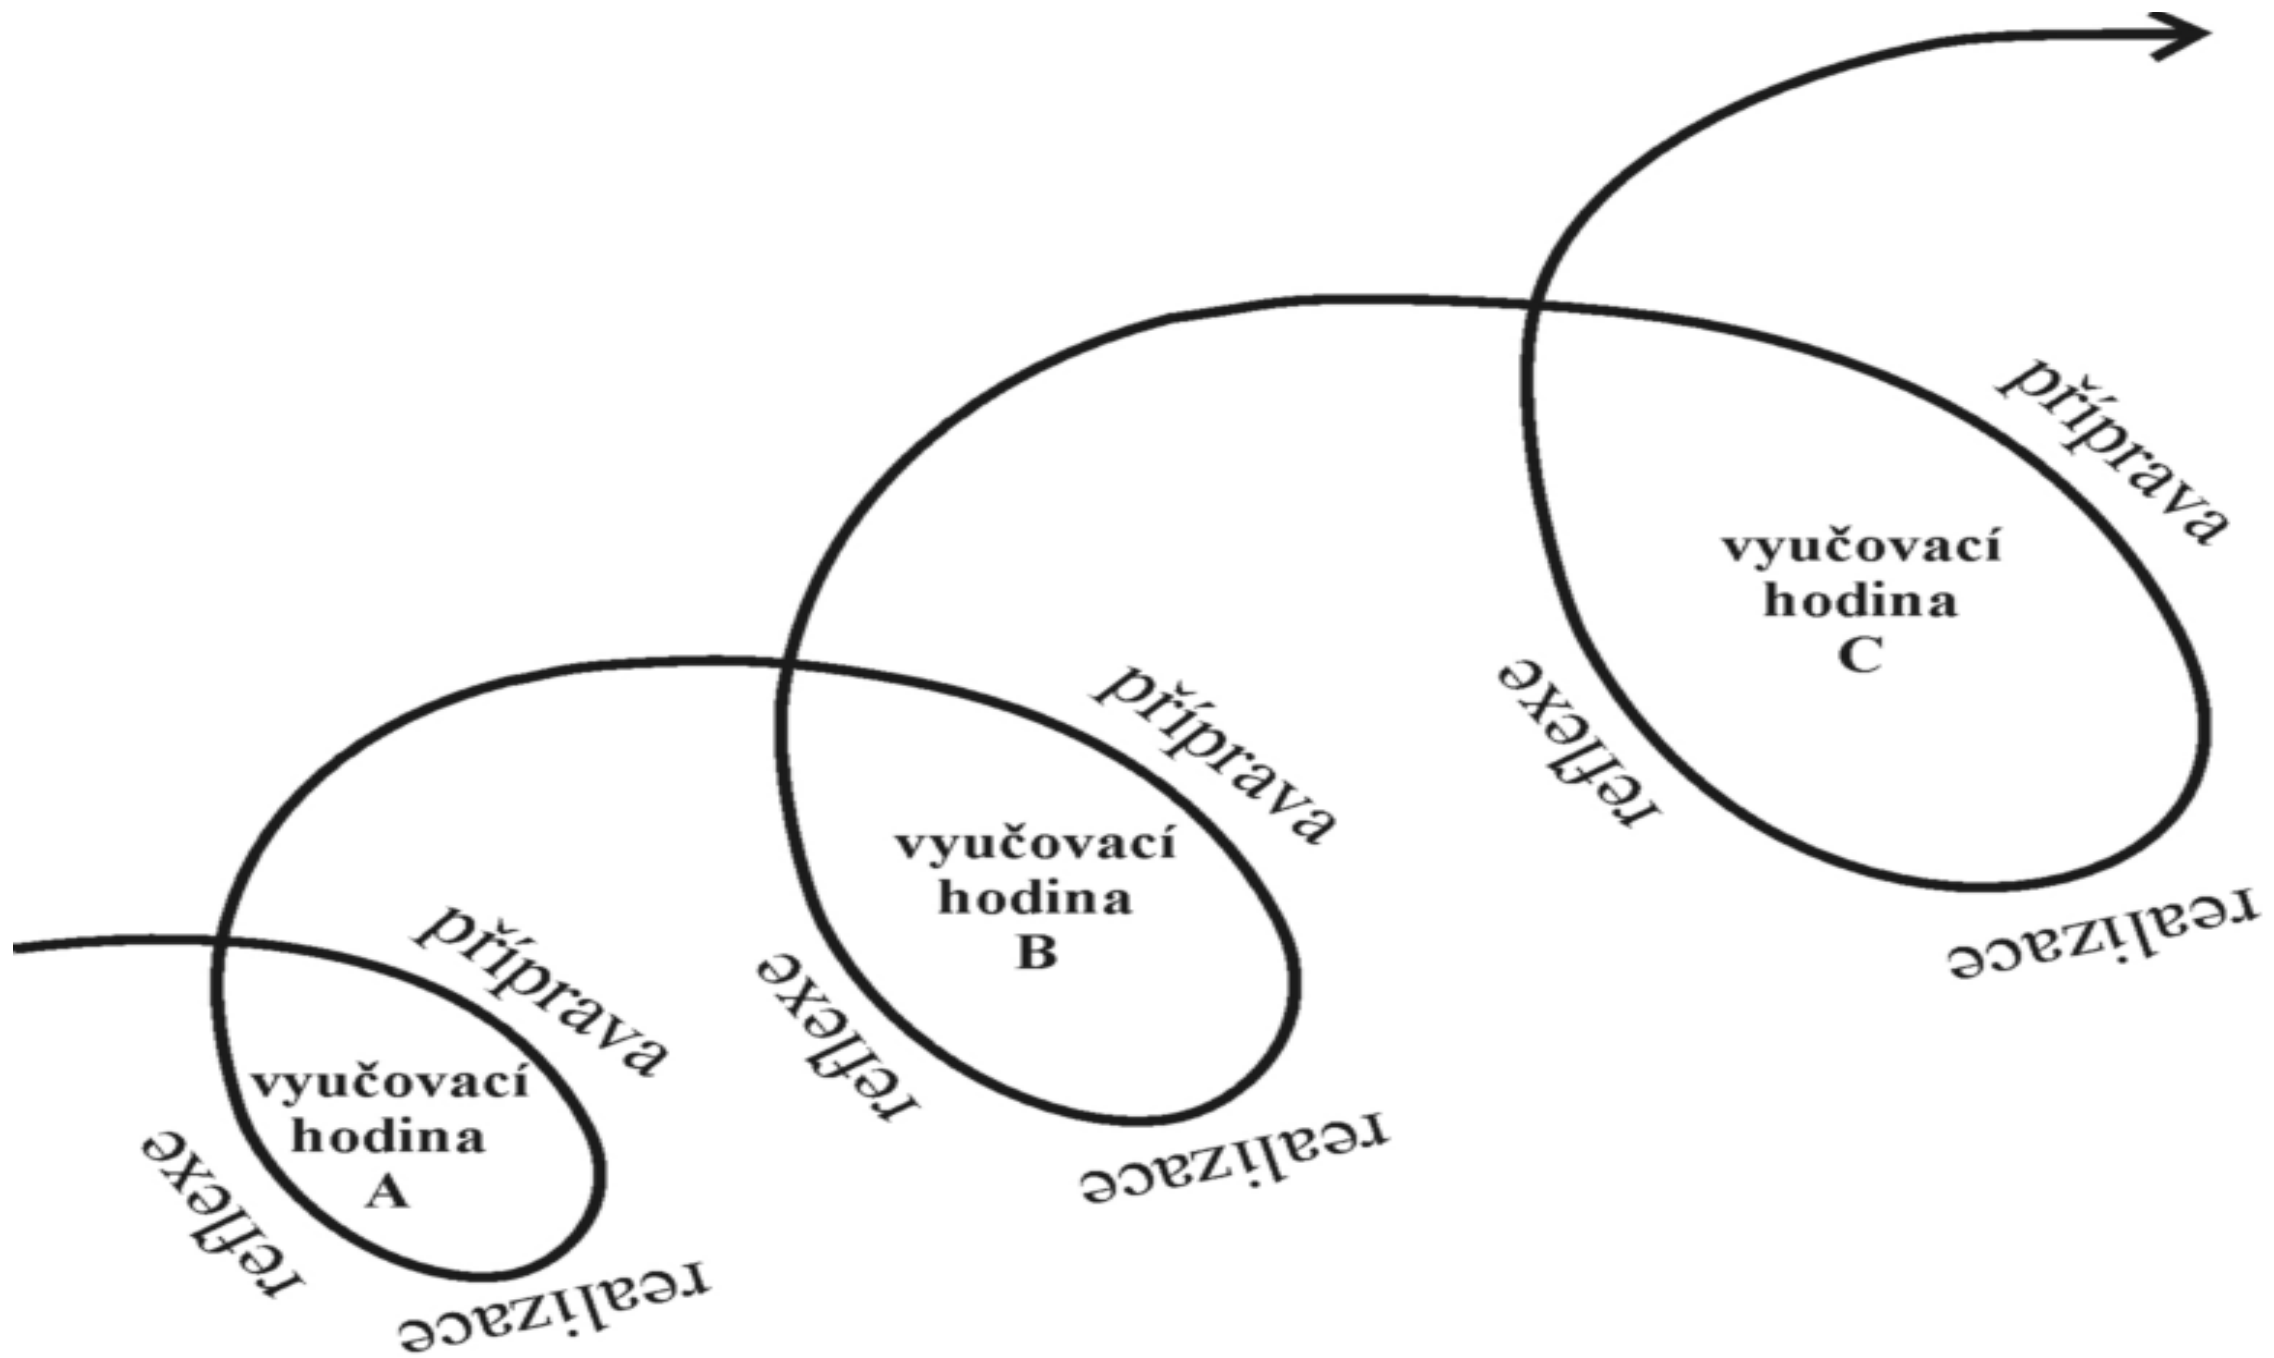 příprava
vyučovací
hodina
A
realizace
reflexe
příprava
vyučovací
hodina
B
realizace
reflexe
příprava
vyučovací
hodina
C
realizace
reflexe